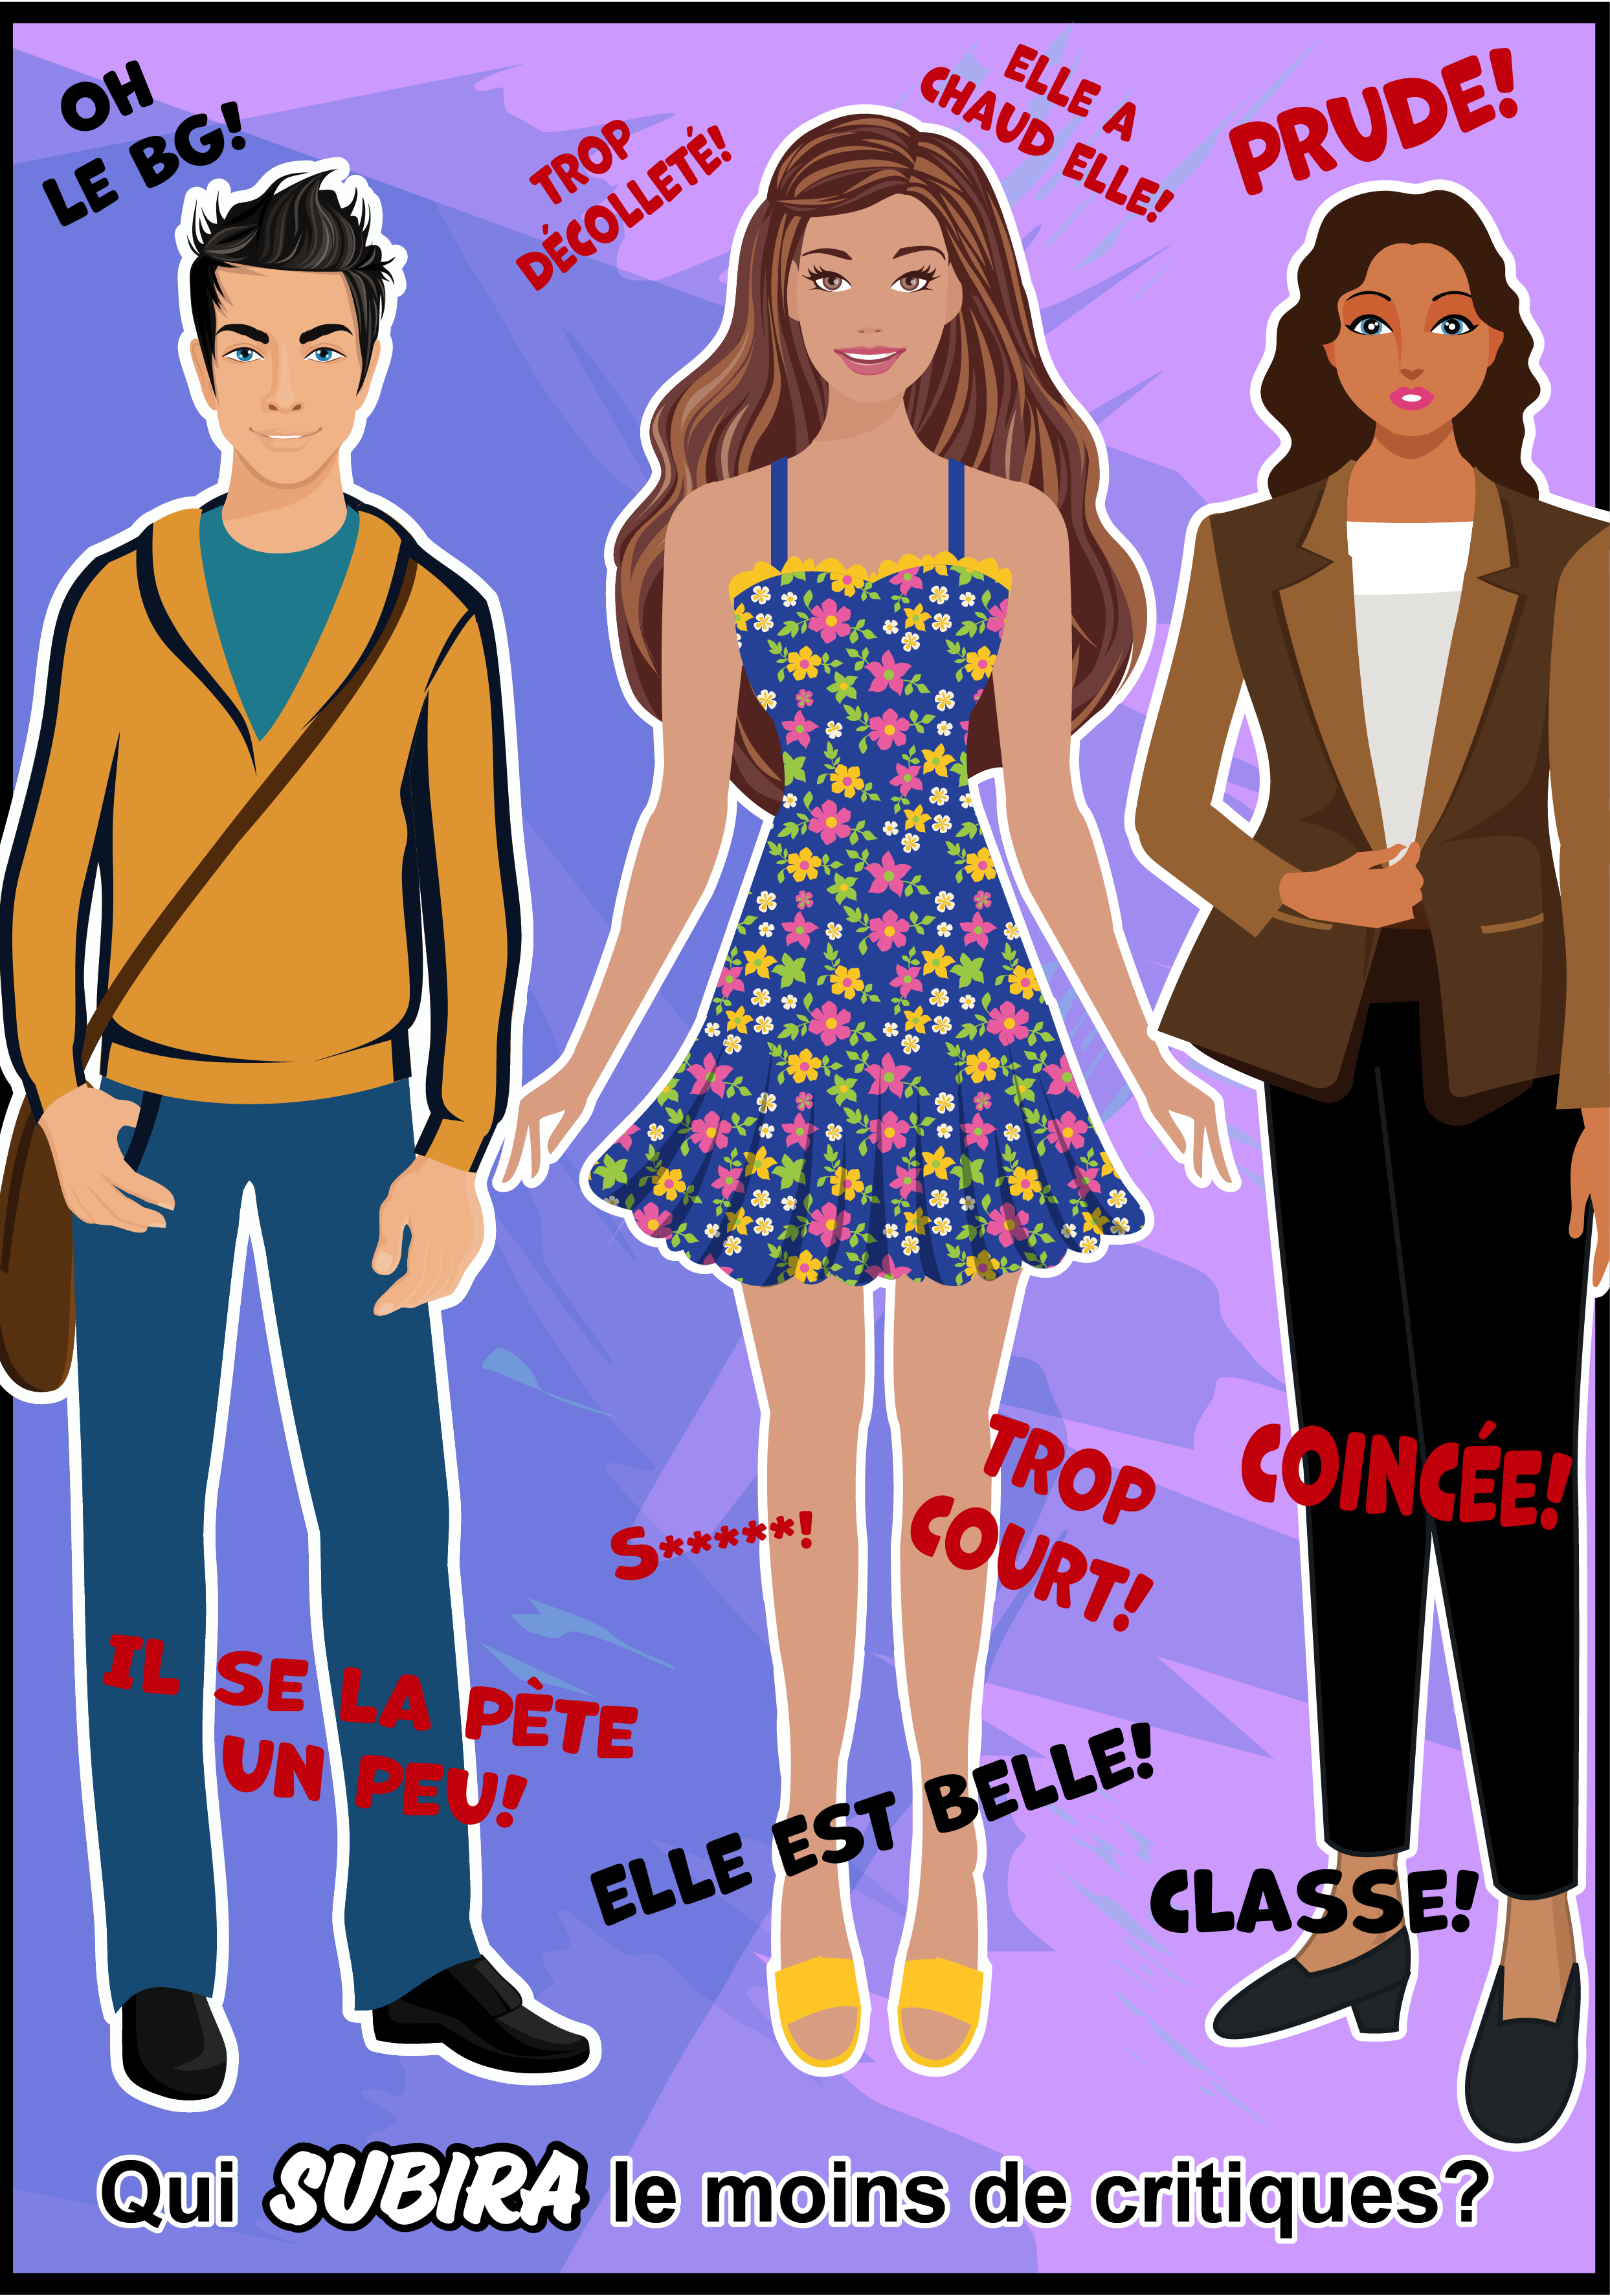 OH
LE BG!
TROP
DÉCOLLETÉ!
ELLE A
CHAUD ELLE!
PRUDE!
TROP
COURT!
COINCÉE!
S*****!
IL SE LA PÈTE
UN PEU!
ELLE EST BELLE!
CLASSE!
Qui SUBIRA le moins de critiques?